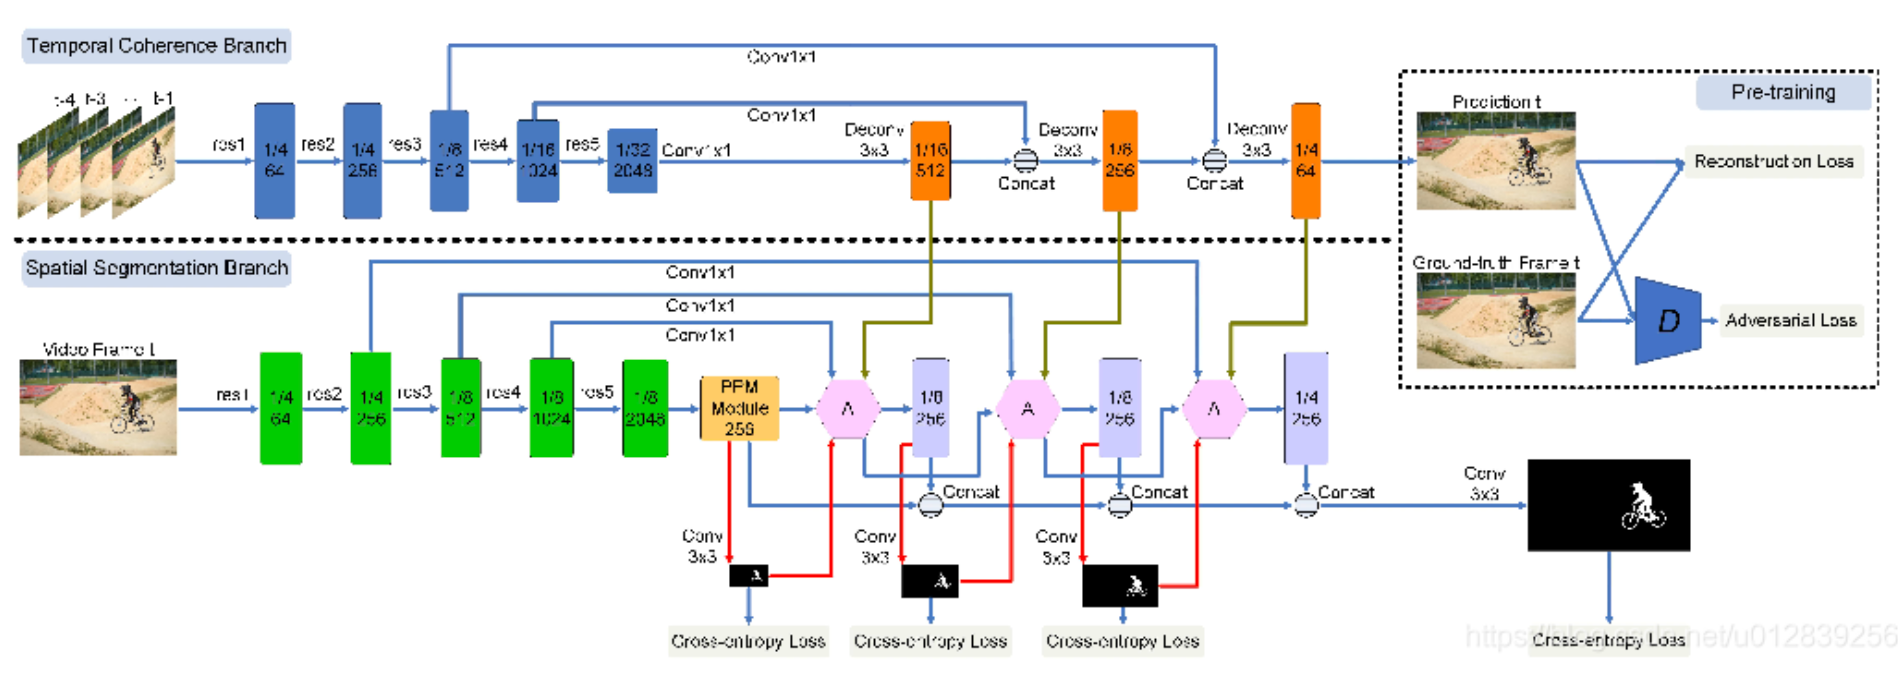 Temporal Coherence Branch
t-4 t-3 ... t-1
res1
1/4
64
res2
1/4
256
res3
1/8
512
res4
1/16
1024
res5
1/32
2048
Conv1x1
Conv1x1
Conv1x1
Deconv
3x3
1/16
512
Concat
Deconv
3x3
1/8
256
Concat
Deconv
3x3
1/4
64
Pre-training
Prediction t
Reconstruction Loss
Ground-truth Frame t
D
Adversarial Loss
Spatial Segmentation Branch
Conv1x1
Conv1x1
Conv1x1
Video Frame t
res1
1/4
64
res2
1/4
256
res3
1/8
512
res4
1/8
1024
res5
1/8
2048
PPM
Module
256
A
1/8
256
A
1/8
256
A
1/4
256
Concat
Concat
Concat
Conv
3x3
Conv
3x3
Conv
3x3
Conv
3x3
Cross-entropy Loss
Cross-entropy Loss
Cross-entropy Loss
Cross-entropy Loss
https://blog.csdn.net/u012839256